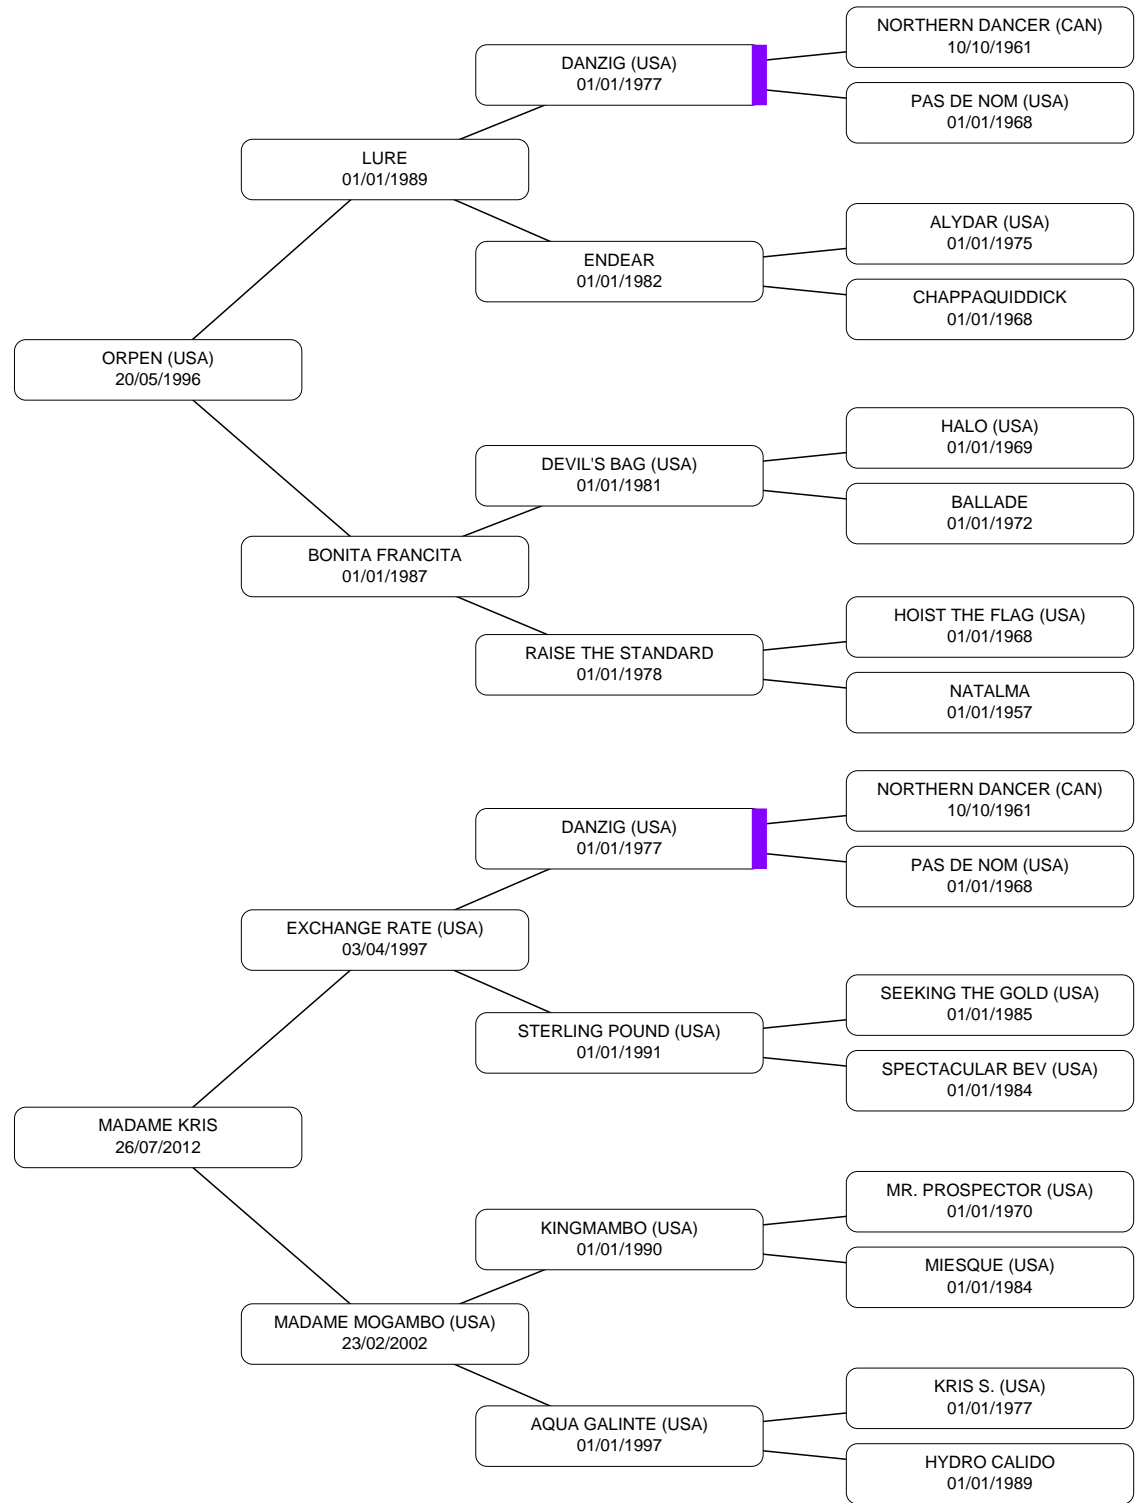 NORTHERN DANCER (CAN)
10/10/1961
DANZIG (USA)
01/01/1977
PAS DE NOM (USA)
01/01/1968
LURE
01/01/1989
ALYDAR (USA)
01/01/1975
ENDEAR
01/01/1982
CHAPPAQUIDDICK
01/01/1968
ORPEN (USA)
20/05/1996
HALO (USA)
01/01/1969
DEVIL'S BAG (USA)
01/01/1981
BALLADE
01/01/1972
BONITA FRANCITA
01/01/1987
HOIST THE FLAG (USA)
01/01/1968
RAISE THE STANDARD
01/01/1978
NATALMA
01/01/1957
NORTHERN DANCER (CAN)
10/10/1961
DANZIG (USA)
01/01/1977
PAS DE NOM (USA)
01/01/1968
EXCHANGE RATE (USA)
03/04/1997
SEEKING THE GOLD (USA)
01/01/1985
STERLING POUND (USA)
01/01/1991
SPECTACULAR BEV (USA)
01/01/1984
MADAME KRIS
26/07/2012
MR. PROSPECTOR (USA)
01/01/1970
KINGMAMBO (USA)
01/01/1990
MIESQUE (USA)
01/01/1984
MADAME MOGAMBO (USA)
23/02/2002
KRIS S. (USA)
01/01/1977
AQUA GALINTE (USA)
01/01/1997
HYDRO CALIDO
01/01/1989